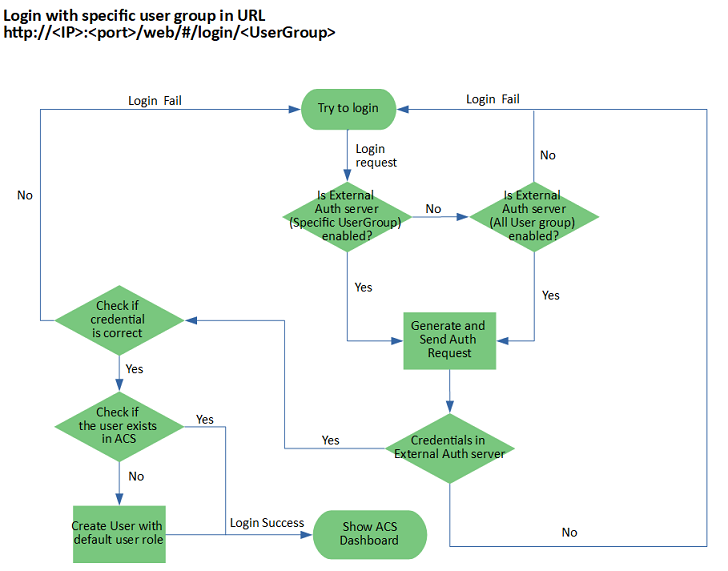 Login with specific user group in URL
http://<IP>:<port>/web/#/login/<UserGroup>
Login Fail
Try to login
Login Fail
Login
request
No
No
Is External
Auth server
(Specific UserGroup)
enabled?
No
Is External
Auth server
(All User group)
enabled?
Yes
Yes
Check if
credential
is correct
Generate and
Send Auth
Request
Yes
Check if
the user exists
in ACS
Yes
Yes
Credentials in
External Auth server
No
Create User with
default user role
Login Success
Show ACS
Dashboard
No